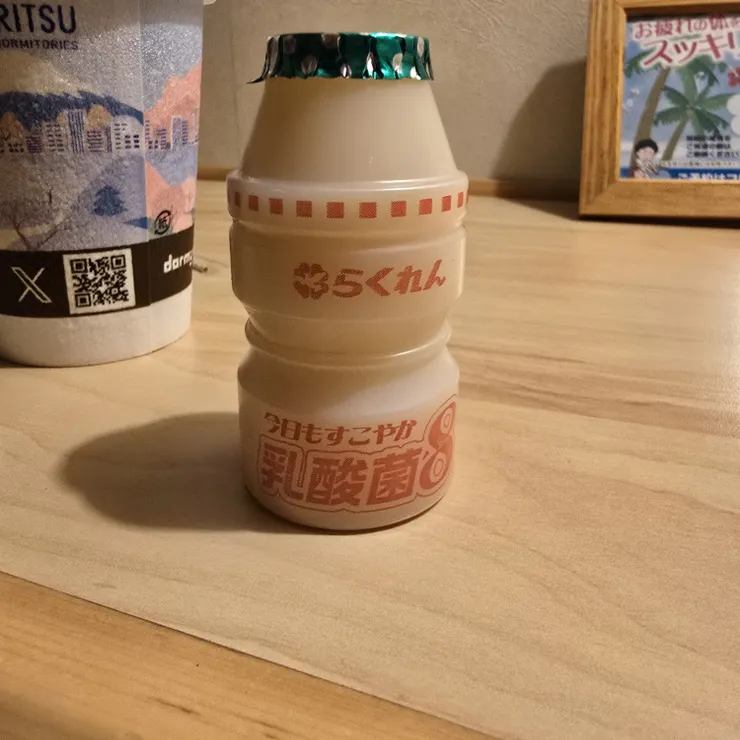 RITSU
DORMITORIES
X
dorm
らくれん
今日もすこやか
乳酸菌8
お疲れの体
スッキリ